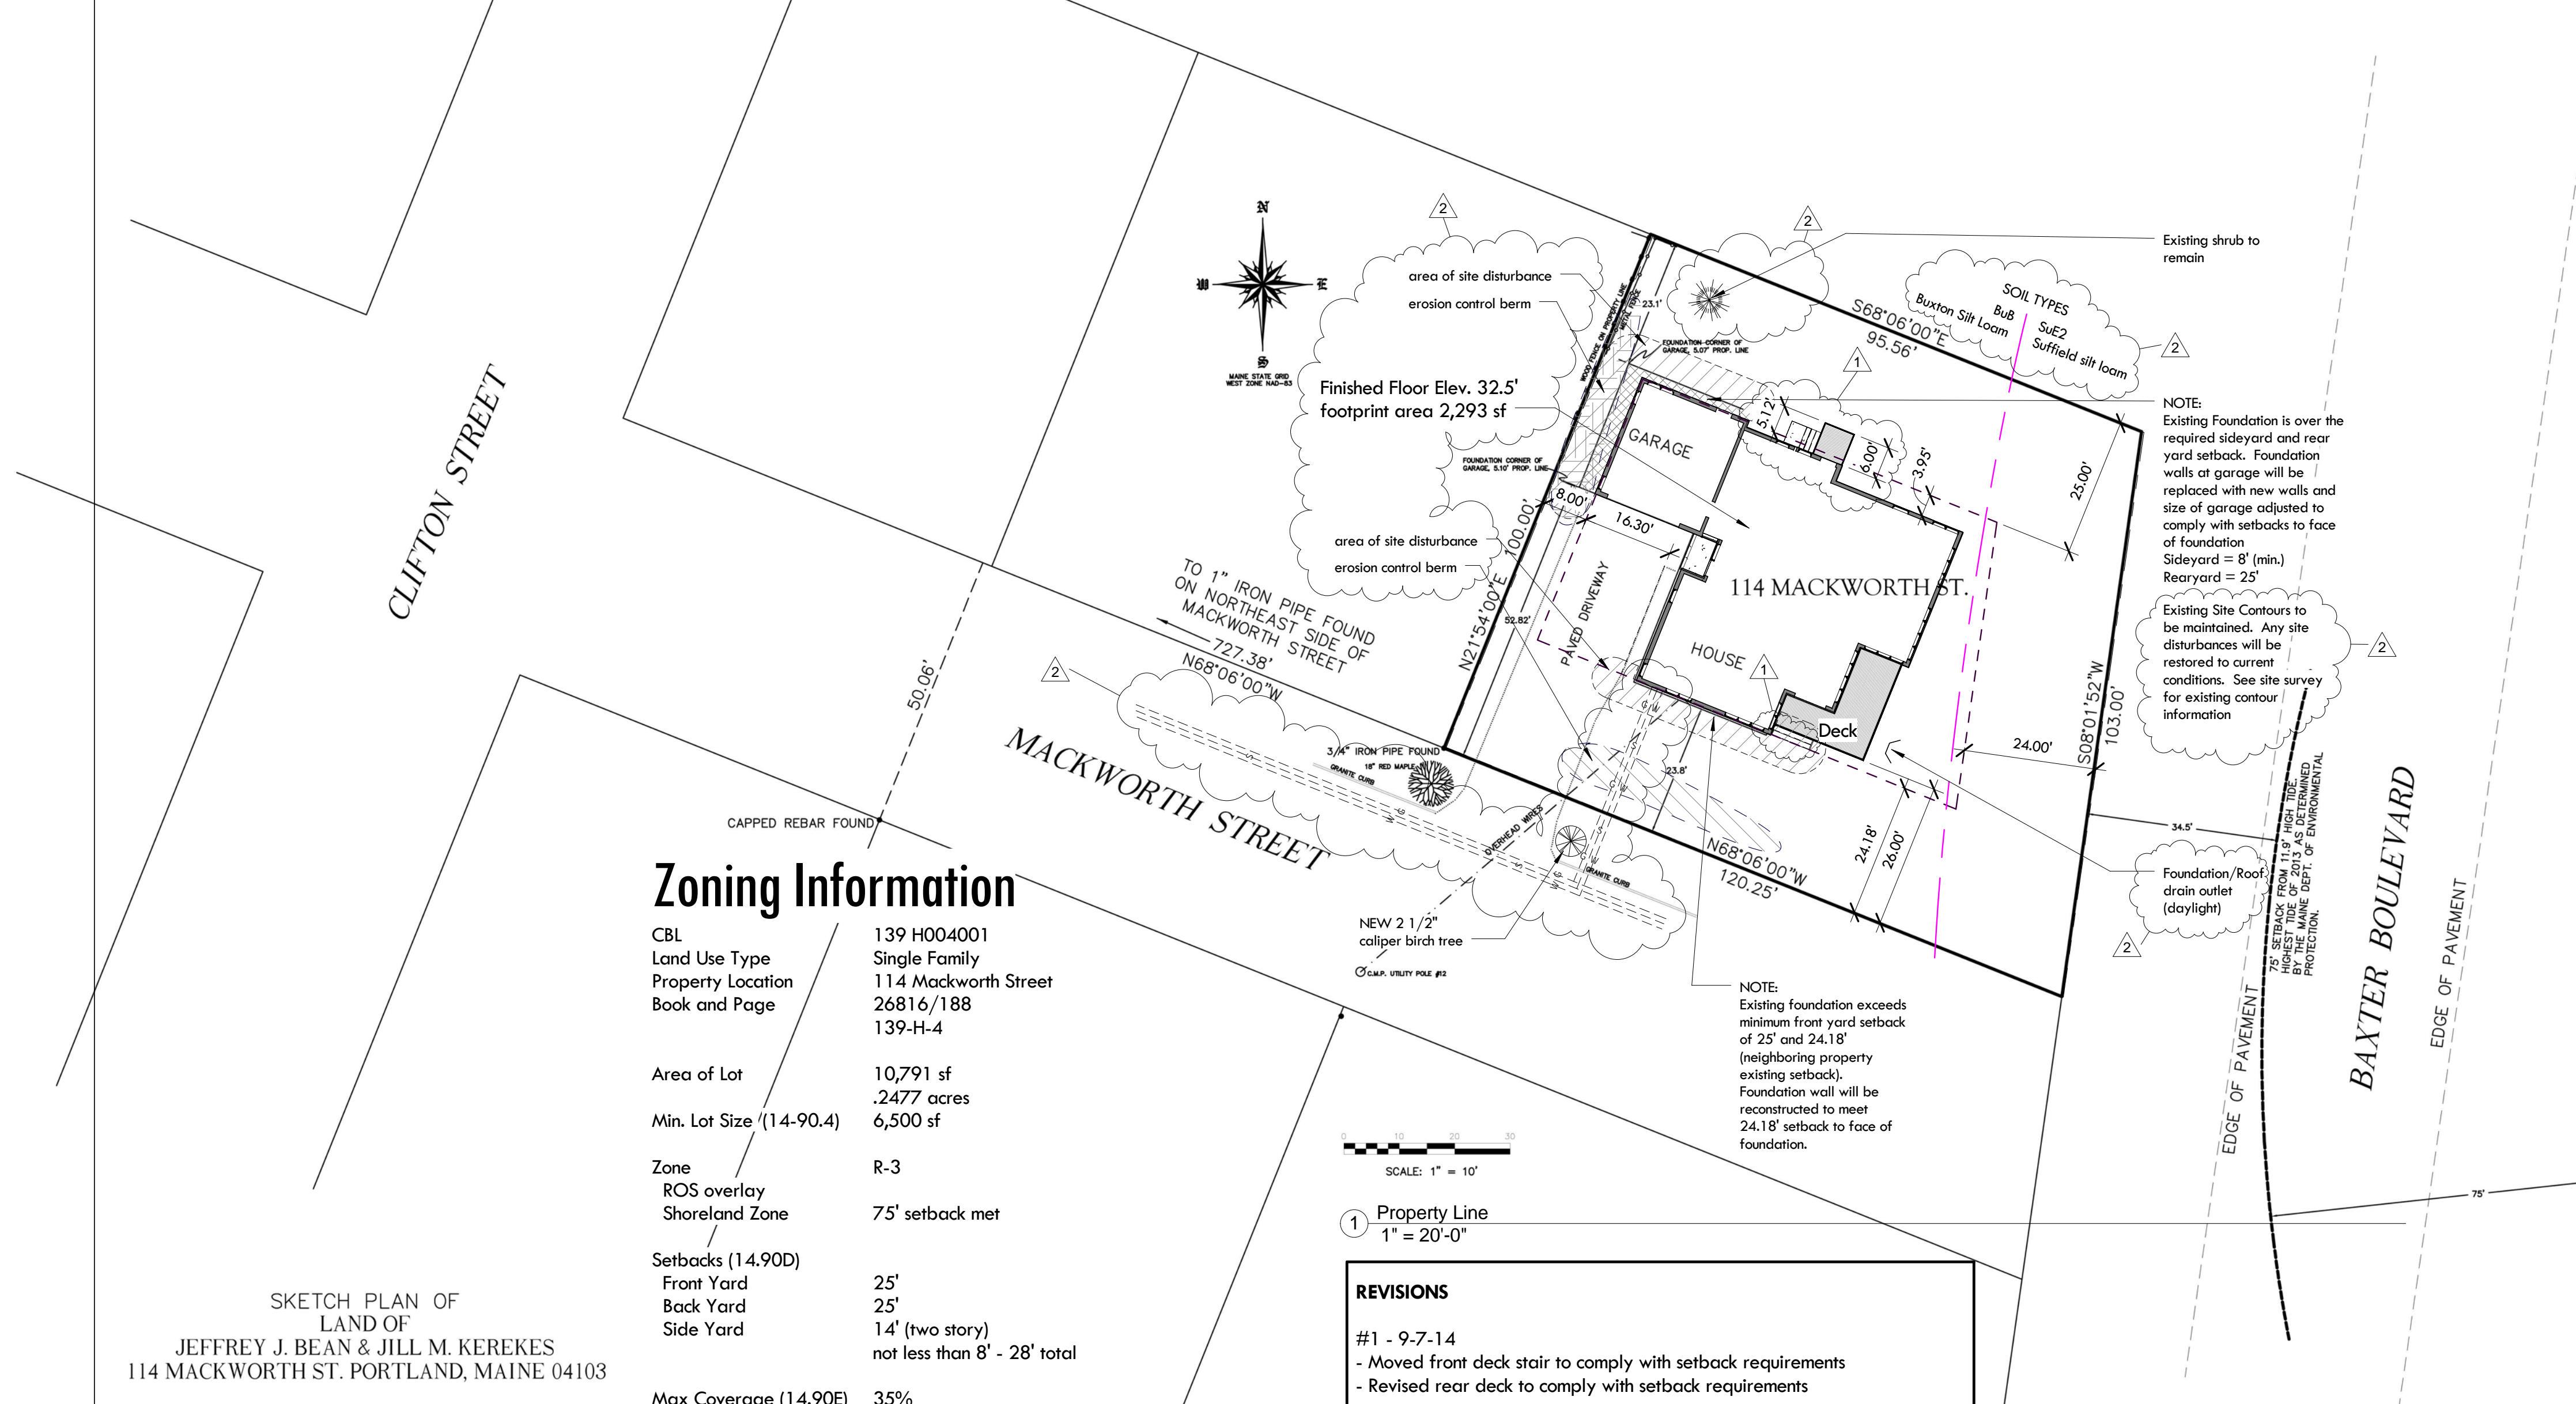 Existing shrub to
remain
2
2
N
W
E
S
MAINE STATE GRID
WEST ZONE NAD-83
area of site disturbance
erosion control berm
Finished Floor Elev. 32.5'
footprint area 2,293 sf
WOOD FENCE ON PROPERTY LINE
METAL FENCE
23.1'
FOUNDATION CORNER OF
GARAGE, 5.07' PROP. LINE
S68°06'00"E
95.56'
SOIL TYPES
BuB
Buxton Silt Loam
SuE2
Suffield silt loam
2
1
NOTE:
Existing Foundation is over the
required sideyard and rear
yard setback. Foundation
walls at garage will be
replaced with new walls and
size of garage adjusted to
comply with setbacks to face
of foundation
Sideyard = 8' (min.)
Rearyard = 25'
GARAGE
5.12'
6.00'
3.95'
25.00'
FOUNDATION CORNER OF
GARAGE, 5.10' PROP. LINE
8.00'
16.30'
100.00'
N21°54'00"E
52.82'
area of site disturbance
erosion control berm
PAVED DRIVEWAY
114 MACKWORTH ST.
HOUSE
1
Deck
Existing Site Contours to
be maintained. Any site
disturbances will be
restored to current
conditions. See site survey
for existing contour
information
2
S08°01'52"W
103.00'
24.00'
CLIFTON STREET
50.06'
TO 1" IRON PIPE FOUND
ON NORTHEAST SIDE OF
MACKWORTH STREET
727.38'
N68°06'00"W
2
MACKWORTH STREET
3/4" IRON PIPE FOUND
18" RED MAPLE
GRANITE CURB
23.8'
OVERHEAD WIRES
GRANITE CURB
N68°06'00"W
120.25'
24.18'
26.00'
34.5'
75' SETBACK FROM 11.9' HIGH TIDE.
HIGHEST TIDE OF 2013 AS DETERMINED
BY THE MAINE DEPT. OF ENVIRONMENTAL
PROTECTION.
Foundation/Roof
drain outlet
(daylight)
2
BAXTER BOULEVARD
EDGE OF PAVEMENT
EDGE OF PAVEMENT
75'
CAPPED REBAR FOUND
NEW 2 1/2"
caliper birch tree
C.M.P. UTILITY POLE #12
NOTE:
Existing foundation exceeds
minimum front yard setback
of 25' and 24.18'
(neighboring property
existing setback).
Foundation wall will be
reconstructed to meet
24.18' setback to face of
foundation.
Zoning Information
CBL 139 H004001
Land Use Type Single Family
Property Location 114 Mackworth Street
Book and Page 26816/188
139-H-4
Area of Lot 10,791 sf
.2477 acres
Min. Lot Size (14-90.4) 6,500 sf
Zone R-3
ROS overlay
Shoreland Zone 75' setback met
Setbacks (14.90D)
Front Yard 25'
Back Yard 25'
Side Yard 14' (two story)
not less than 8' - 28' total
Max Coverage (14.90E) 35%
0 10 20 30
SCALE: 1" = 10'
1 Property Line
1" = 20'-0"
REVISIONS
#1 - 9-7-14
- Moved front deck stair to comply with setback requirements
- Revised rear deck to comply with setback requirements
SKETCH PLAN OF
LAND OF
JEFFREY J. BEAN & JILL M. KEREKES
114 MACKWORTH ST. PORTLAND, MAINE 04103